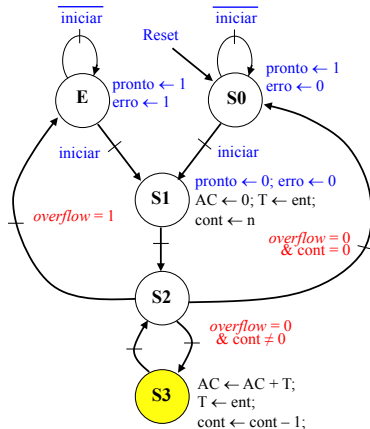 iniciar
iniciar
Reset
pronto ← 1
erro ← 1
pronto ← 1
erro ← 0
E
S0
iniciar
iniciar
S1
pronto ← 0; erro ← 0
AC ← 0; T ← ent;
cont ← n
overflow = 1
overflow = 0
& cont = 0
S2
overflow = 0
& cont ≠ 0
S3
AC ← AC + T;
T ← ent;
cont ← cont – 1;